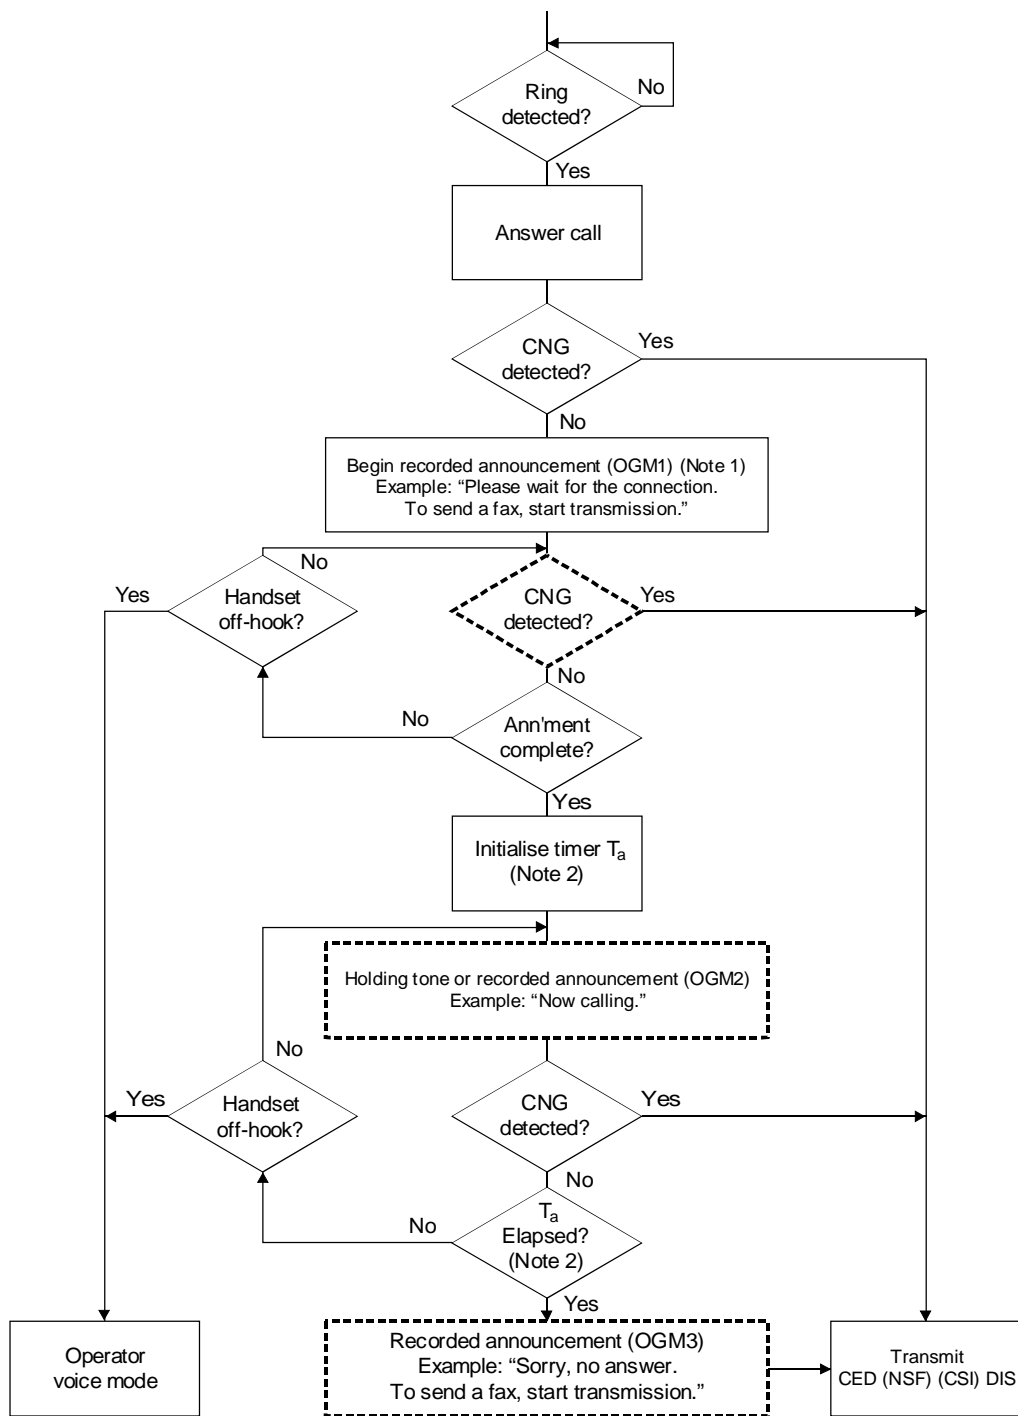 No
Ring
detected?
Yes
Answer call
CNG
detected?
Yes
No
Begin recorded announcement (OGM1) (Note 1)
Example: “Please wait for the connection.
To send a fax, start transmission.”
No
Yes
Handset
off-hook?
CNG
detected?
Yes
No
No
Ann'ment
complete?
Yes
Initialise timer Ta
(Note 2)
Holding tone or recorded announcement (OGM2)
Example: “Now calling.”
No
Yes
Handset
off-hook?
CNG
detected?
Yes
No
No
Ta
Elapsed?
(Note 2)
Yes
Operator
voice mode
Recorded announcement (OGM3)
Example: “Sorry, no answer.
To send a fax, start transmission.”
Transmit
CED (NSF) (CSI) DIS